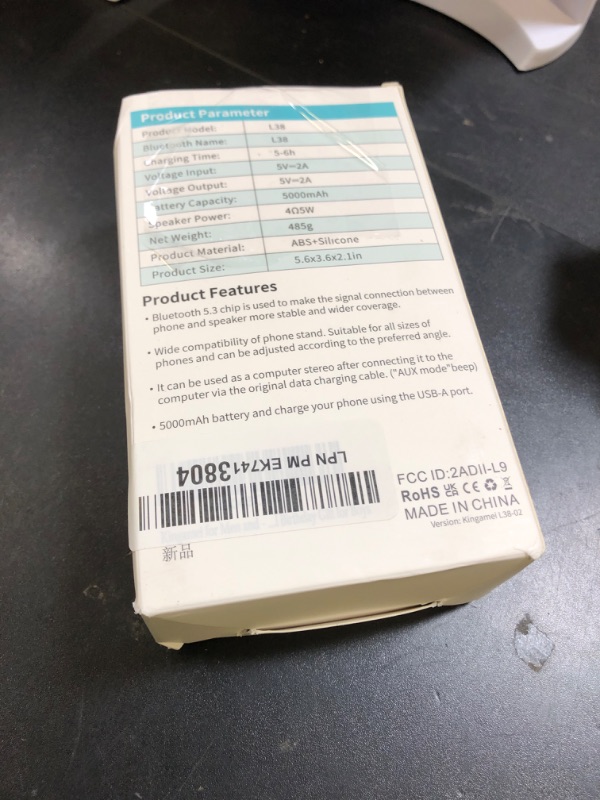 Product Parameter
Product Model: L38
Bluetooth Name: L38
Charging Time: 5-6h
Voltage Input: 5V⎓2A
Voltage Output: 5V⎓2A
Battery Capacity: 5000mAh
Speaker Power: 4Ω5W
Net Weight: 485g
Product Material: ABS+Silicone
Product Size: 5.6x3.6x2.1in
Product Features
• Bluetooth 5.3 chip is used to make the signal connection between
phone and speaker more stable and wider coverage.
• Wide compatibility of phone stand. Suitable for all sizes of
phones and can be adjusted according to the preferred angle.
• It can be used as a computer stereo after connecting it to the
computer via the original data charging cable. ("AUX mode"beep)
• 5000mAh battery and charge your phone using the USB-A port.
LPN PM EK7413804
FCC ID:2ADII-L9
RoHS UKCA CE
MADE IN CHINA
Version: Kingamel L38-02